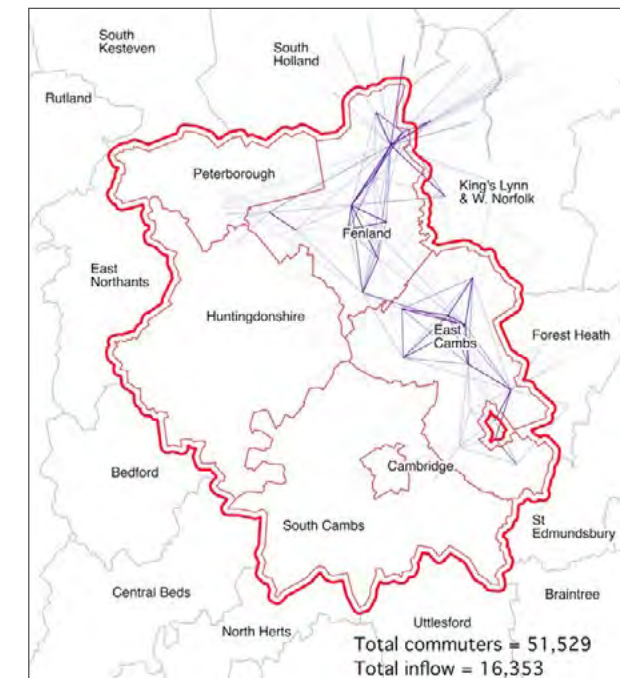 South
Kesteven
South
Holland
Rutland
Peterborough
King's Lynn
& W. Norfolk
Fenland
East
Northants
Huntingdonshire
East
Cambs
Forest Heath
Bedford
Cambridge
South Cambs
St
Edmundsbury
Central Beds
Braintree
North Herts
Uttlesford
Total commuters = 51,529
Total inflow = 16,353